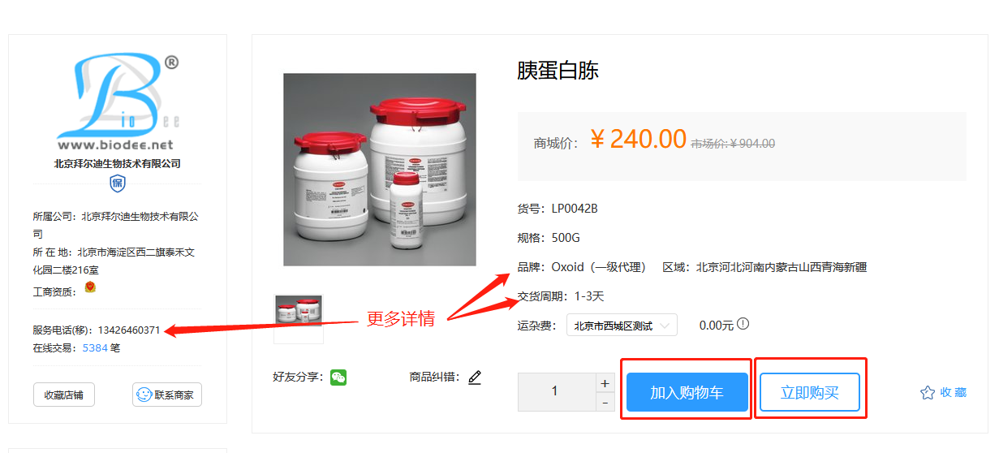 Biodee
®
www.biodee.net
北京拜尔迪生物技术有限公司
保
所属公司：北京拜尔迪生物技术有限公
司
所 在 地：北京市海淀区西二旗泰禾文
化园二楼216室
工商资质：
服务电话(移)：13426460371
在线交易：5384 笔
收藏店铺
联系商家
更多详情
好友分享：
商品纠错：
胰蛋白胨
商城价：
￥240.00 市场价:￥904.00
货号：LP0042B
规格：500G
品牌：Oxoid（一级代理） 区域：北京河北河南内蒙古山西青海新疆
交货周期：1-3天
运杂费：
北京市西城区测试
0.00元
1
+
-
加入购物车
立即购买
收 藏